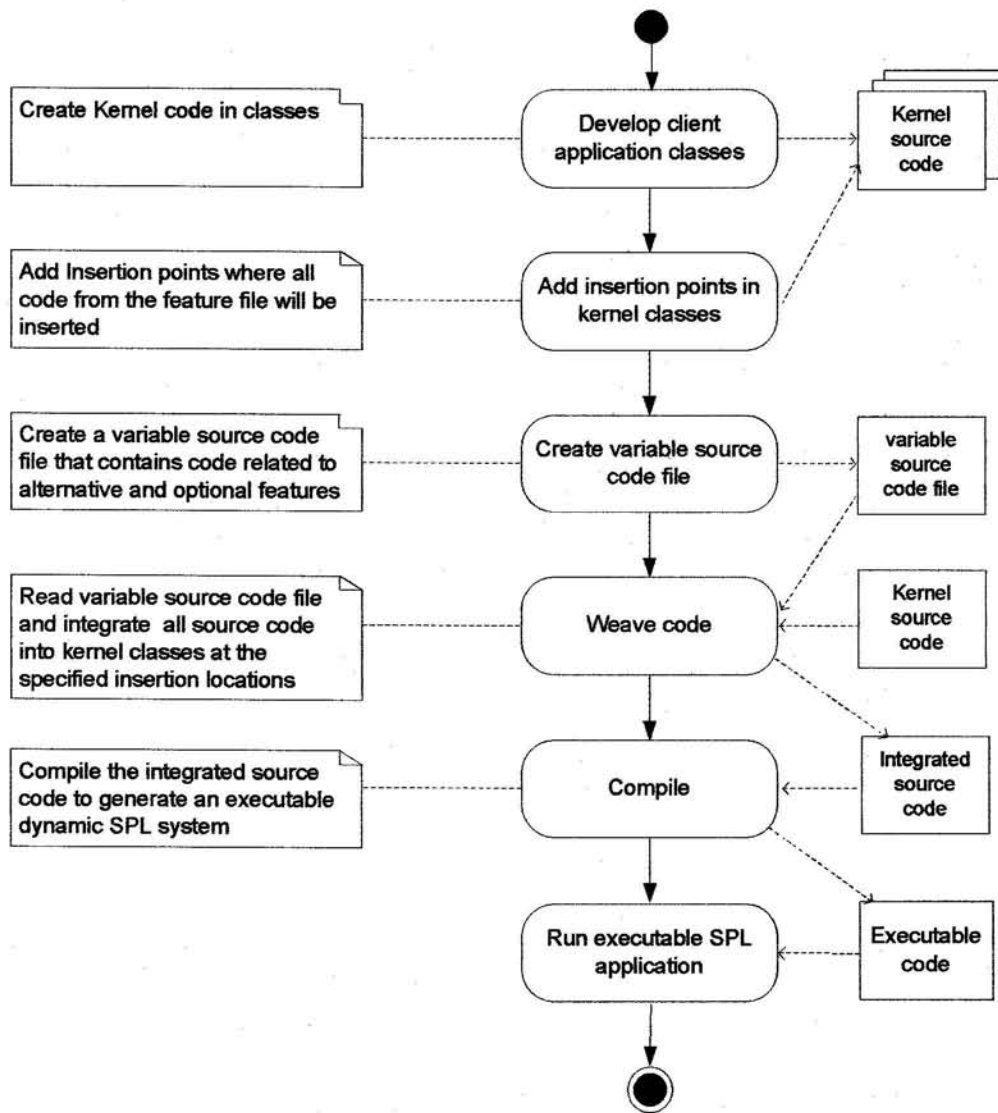 Create Kernel code in classes
Develop client
application classes
Kernel
source
code
Add Insertion points where all
code from the feature file will be
inserted
Add insertion points in
kernel classes
Create a variable source code
file that contains code related to
alternative and optional features
Create variable source
code file
variable
source
code file
Read variable source code file
and integrate all source code
into kernel classes at the
specified insertion locations
Weave code
Kernel
source
code
Compile the integrated source
code to generate an executable
dynamic SPL system
Compile
Integrated
source
code
Run executable SPL
application
Executable
code